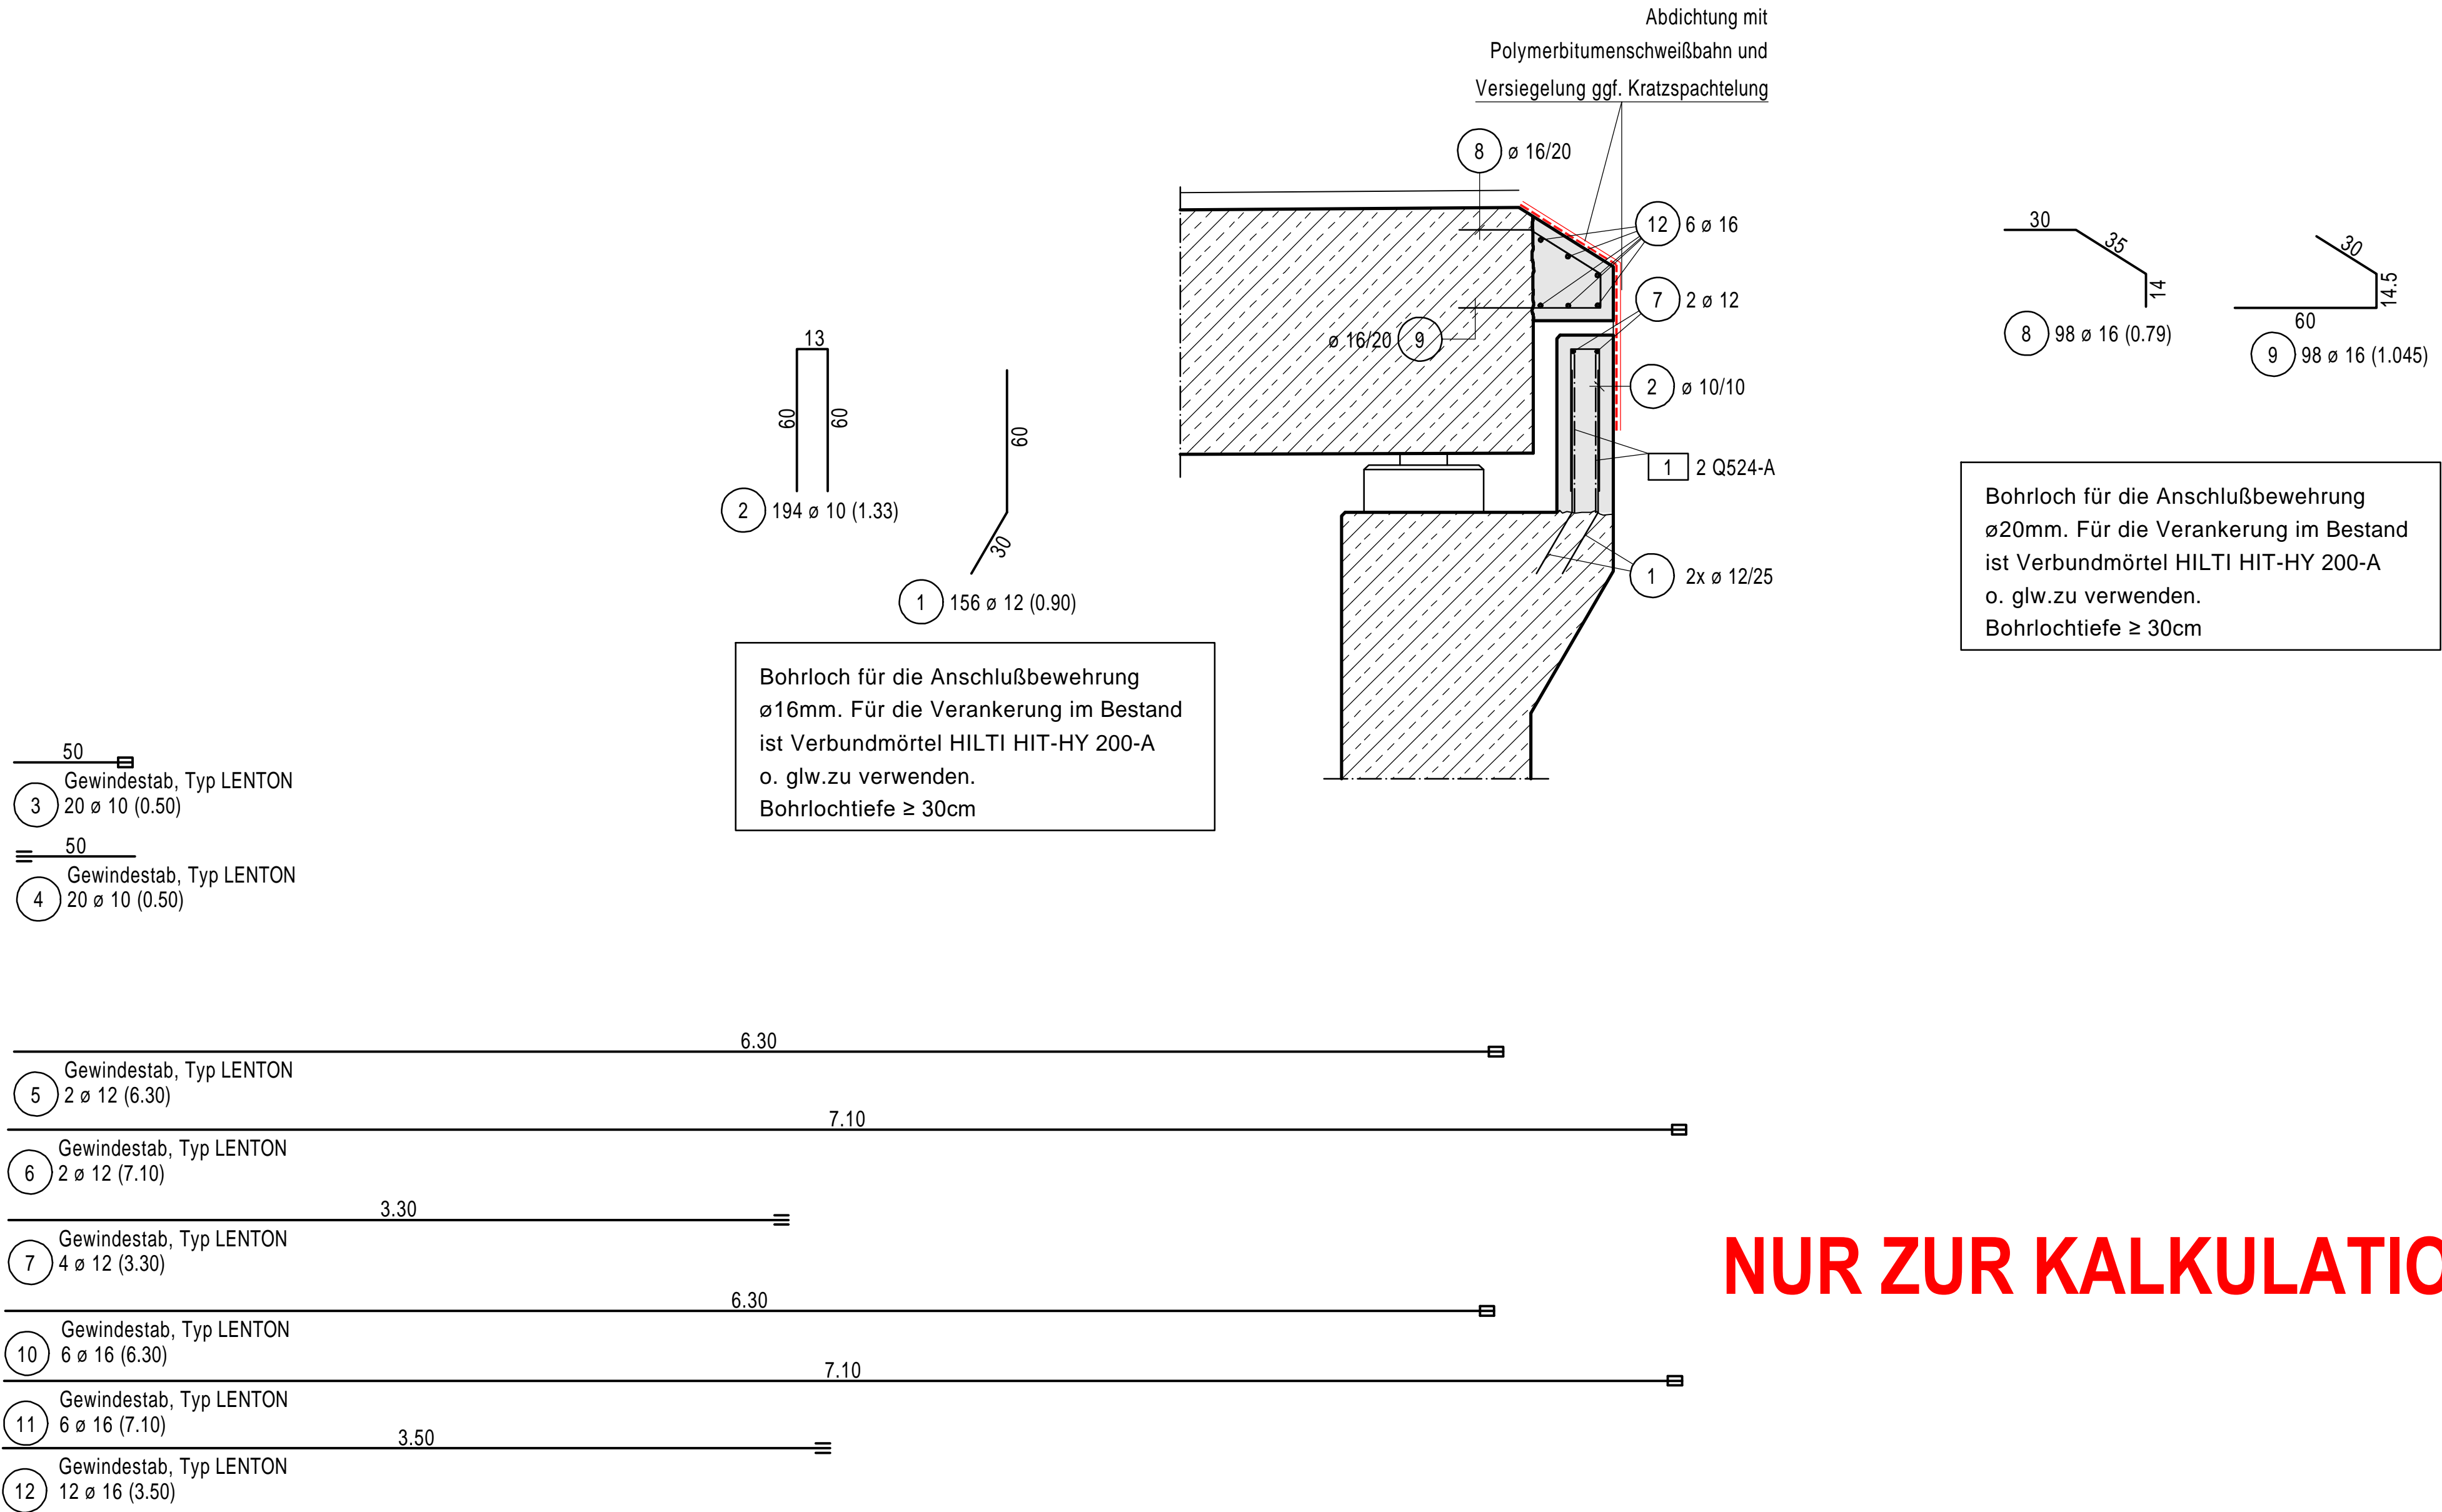 Abdichtung mit
Polymerbitumenschweißbahn und
Versiegelung ggf. Kratzspachtelung
8 ø 16/20
12 6 ø 16
7 2 ø 12
ø 16/20 9
2 ø 10/10
1 2 Q524-A
1 2x ø 12/25
30
35
14
8 98 ø 16 (0.79)
30
14.5
60
9 98 ø 16 (1.045)
13
60
60
2 194 ø 10 (1.33)
60
30
1 156 ø 12 (0.90)
Bohrloch für die Anschlußbewehrung
ø20mm. Für die Verankerung im Bestand
ist Verbundmörtel HILTI HIT-HY 200-A
o. glw.zu verwenden.
Bohrlochtiefe ≥ 30cm
Bohrloch für die Anschlußbewehrung
ø16mm. Für die Verankerung im Bestand
ist Verbundmörtel HILTI HIT-HY 200-A
o. glw.zu verwenden.
Bohrlochtiefe ≥ 30cm
50
Gewindestab, Typ LENTON
3 20 ø 10 (0.50)
50
Gewindestab, Typ LENTON
4 20 ø 10 (0.50)
6.30
Gewindestab, Typ LENTON
5 2 ø 12 (6.30)
7.10
Gewindestab, Typ LENTON
6 2 ø 12 (7.10)
3.30
Gewindestab, Typ LENTON
7 4 ø 12 (3.30)
6.30
Gewindestab, Typ LENTON
10 6 ø 16 (6.30)
7.10
Gewindestab, Typ LENTON
11 6 ø 16 (7.10)
3.50
Gewindestab, Typ LENTON
12 12 ø 16 (3.50)
NUR ZUR KALKULATIO